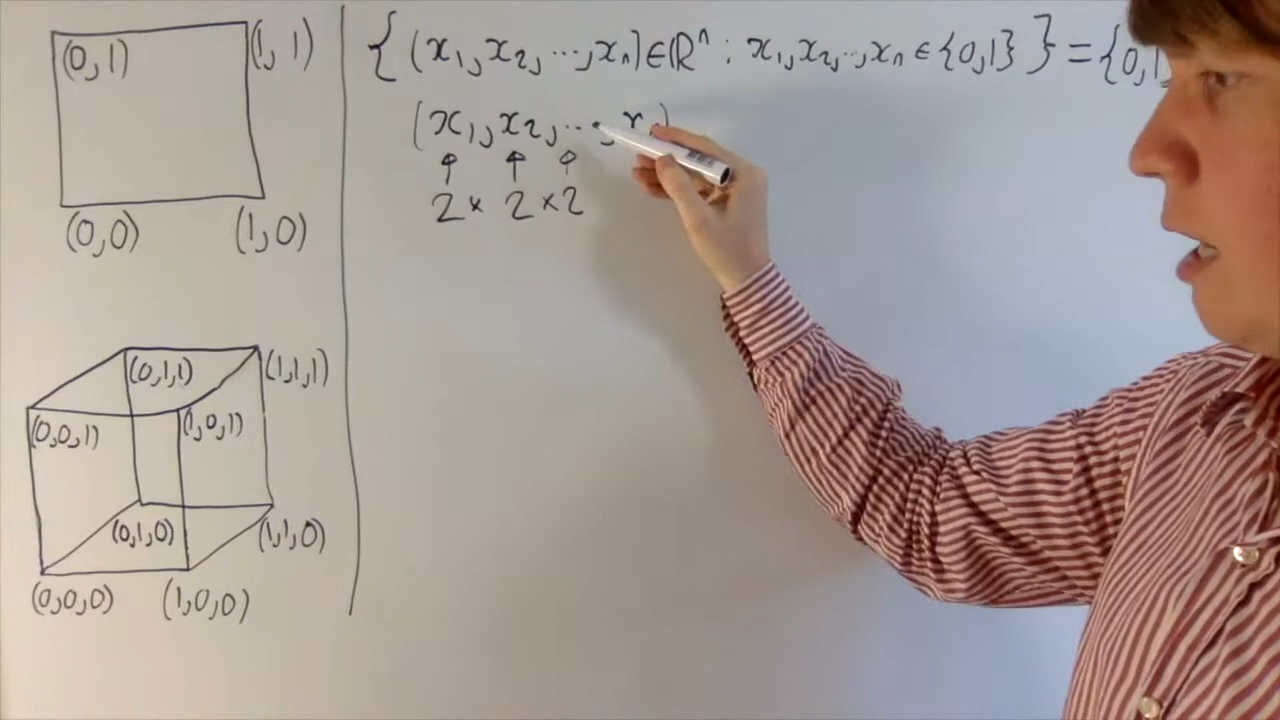 (0,1) (1,1)
(0,0) (1,0)
(0,1,1) (1,1,1)
(0,0,1) (1,0,1)
(0,1,0) (1,1,0)
(0,0,0) (1,0,0)
{ (x₁,x₂,...,xₙ)∈ℝⁿ : x₁,x₂,...,xₙ ∈ {0,1} } = {0,1
(x₁,x₂,...,x
2 × 2 × 2